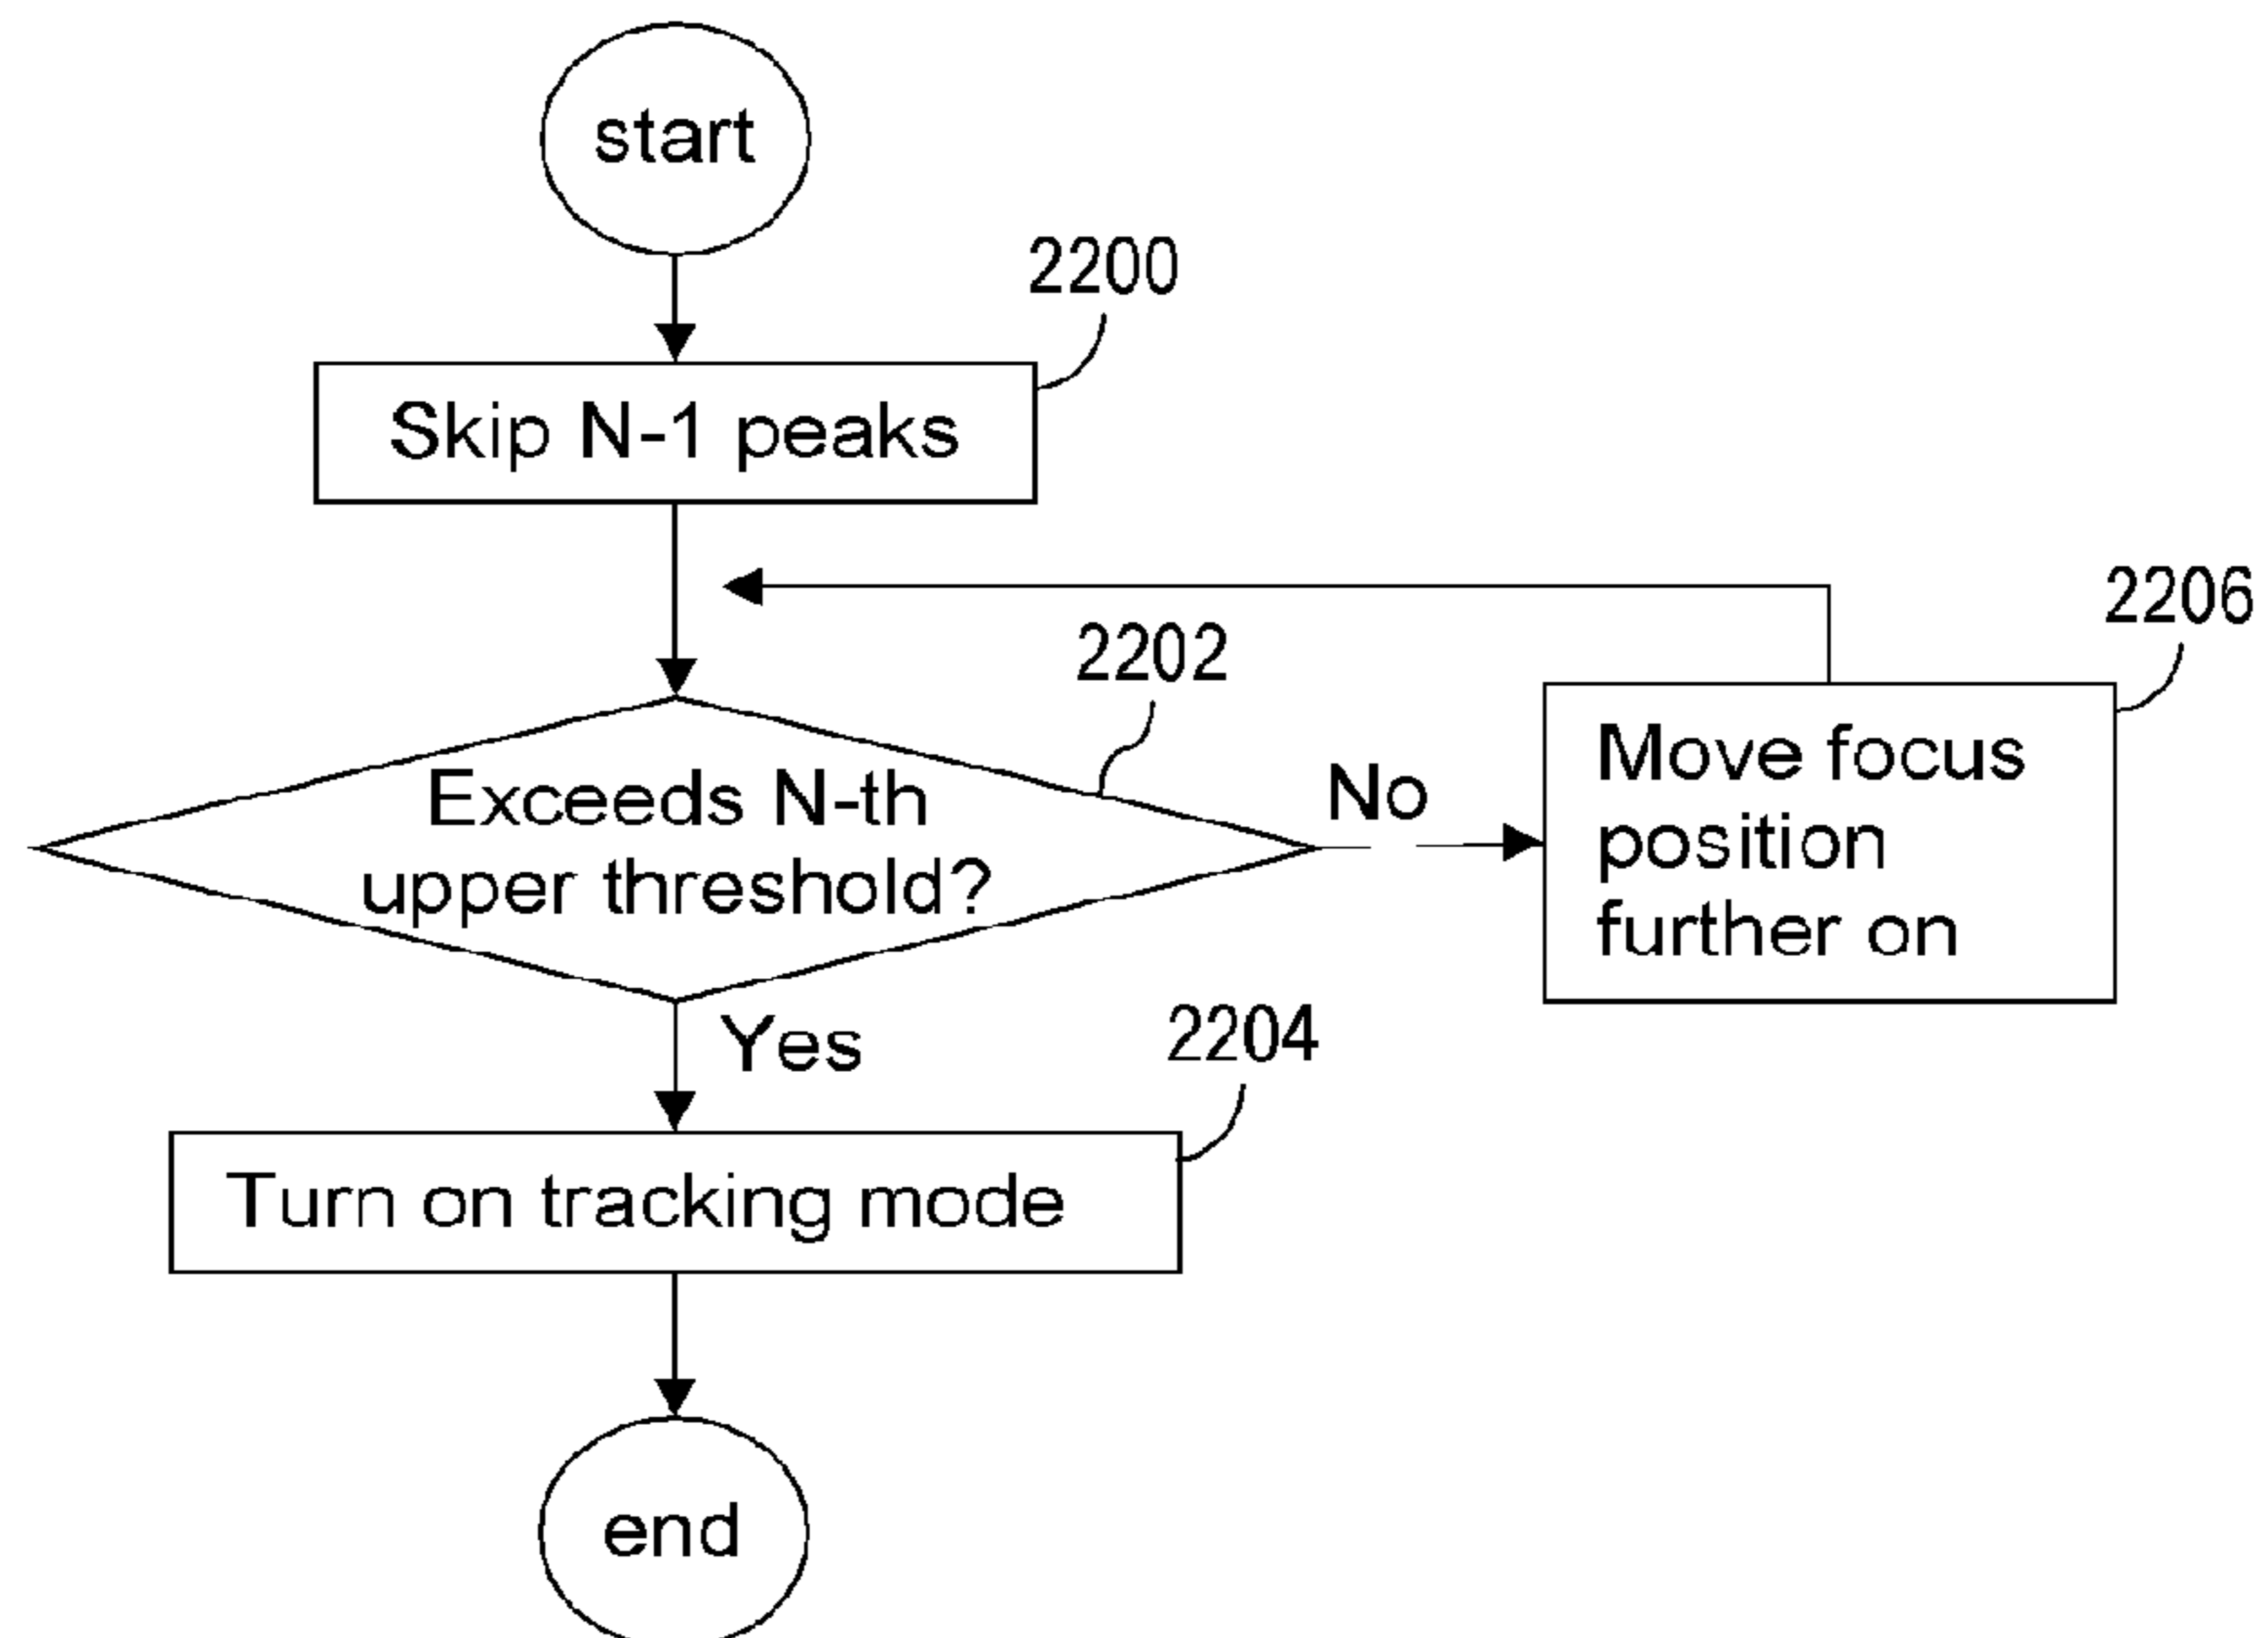 start
2200
Skip N-1 peaks
2206
2202
Exceeds N-th
upper threshold?
No
Move focus
position
further on
Yes
2204
Turn on tracking mode
end